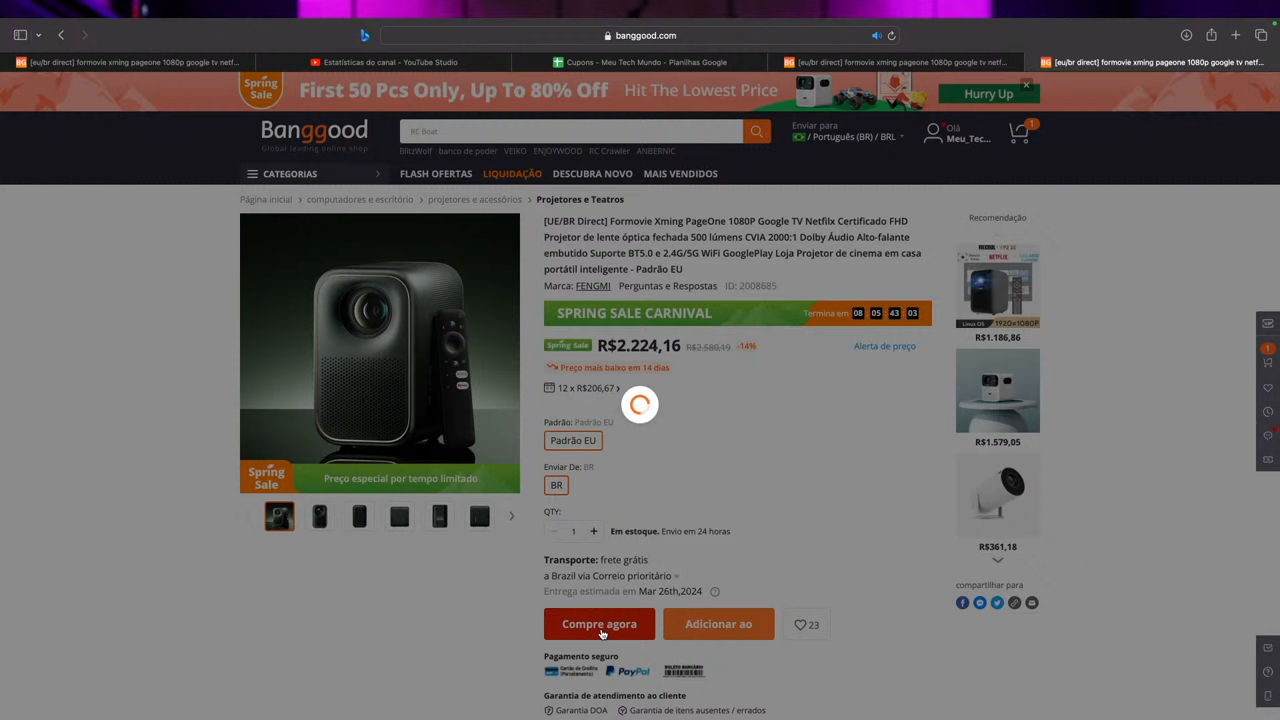 banggood.com
[eu/br direct] formovie xming pageone 1080p google tv netf...
Estatísticas do canal - YouTube Studio
Cupons - Meu Tech Mundo - Planilhas Google
[eu/br direct] formovie xming pageone 1080p google tv netf...
[eu/br direct] formovie xming pageone 1080p google tv netf...
Spring Sale
First 50 Pcs Only, Up To 80% Off Hit The Lowest Price
Hurry Up
Banggood
Global leading online shop
RC Boat
BlitzWolf banco de poder VEIKO ENJOYWOOD RC Crawler ANBERNIC
Enviar para
/ Português (BR) / BRL
Olá
Meu_Tec...
1
CATEGORIAS
FLASH OFERTAS LIQUIDAÇÃO DESCUBRA NOVO MAIS VENDIDOS
Página inicial > computadores e escritório > projetores e acessórios > Projetores e Teatros
[UE/BR Direct] Formovie Xming PageOne 1080P Google TV Netfilx Certificado FHD
Projetor de lente óptica fechada 500 lúmens CVIA 2000:1 Dolby Áudio Alto-falante
embutido Suporte BT5.0 e 2.4G/5G WiFi GooglePlay Loja Projetor de cinema em casa
portátil inteligente - Padrão EU
Marca: FENGMI Perguntas e Respostas ID: 2008685
SPRING SALE CARNIVAL
Termina em 08 : 05 : 43 : 03
Spring Sale R$2.224,16 R$2.580,19 -14%
Alerta de preço
Preço mais baixo em 14 dias
12 x R$206,67
Padrão: Padrão EU
Padrão EU
Enviar De: BR
BR
QTY:
1
Em estoque. Envio em 24 horas
Transporte: frete grátis
a Brazil via Correio prioritário
Entrega estimada em Mar 26th,2024
Compre agora
Adicionar ao
23
Pagamento seguro
Cartão de Crédito
(Parcelamento)
PayPal
BOLETO BANCÁRIO
Garantia de atendimento ao cliente
Garantia DOA Garantia de itens ausentes / errados
Spring
Sale
Preço especial por tempo limitado
Recomendação
NETFLIX
Linux OS 1920×1080P
R$1.186,86
R$1.579,05
R$361,18
compartilhar para
1